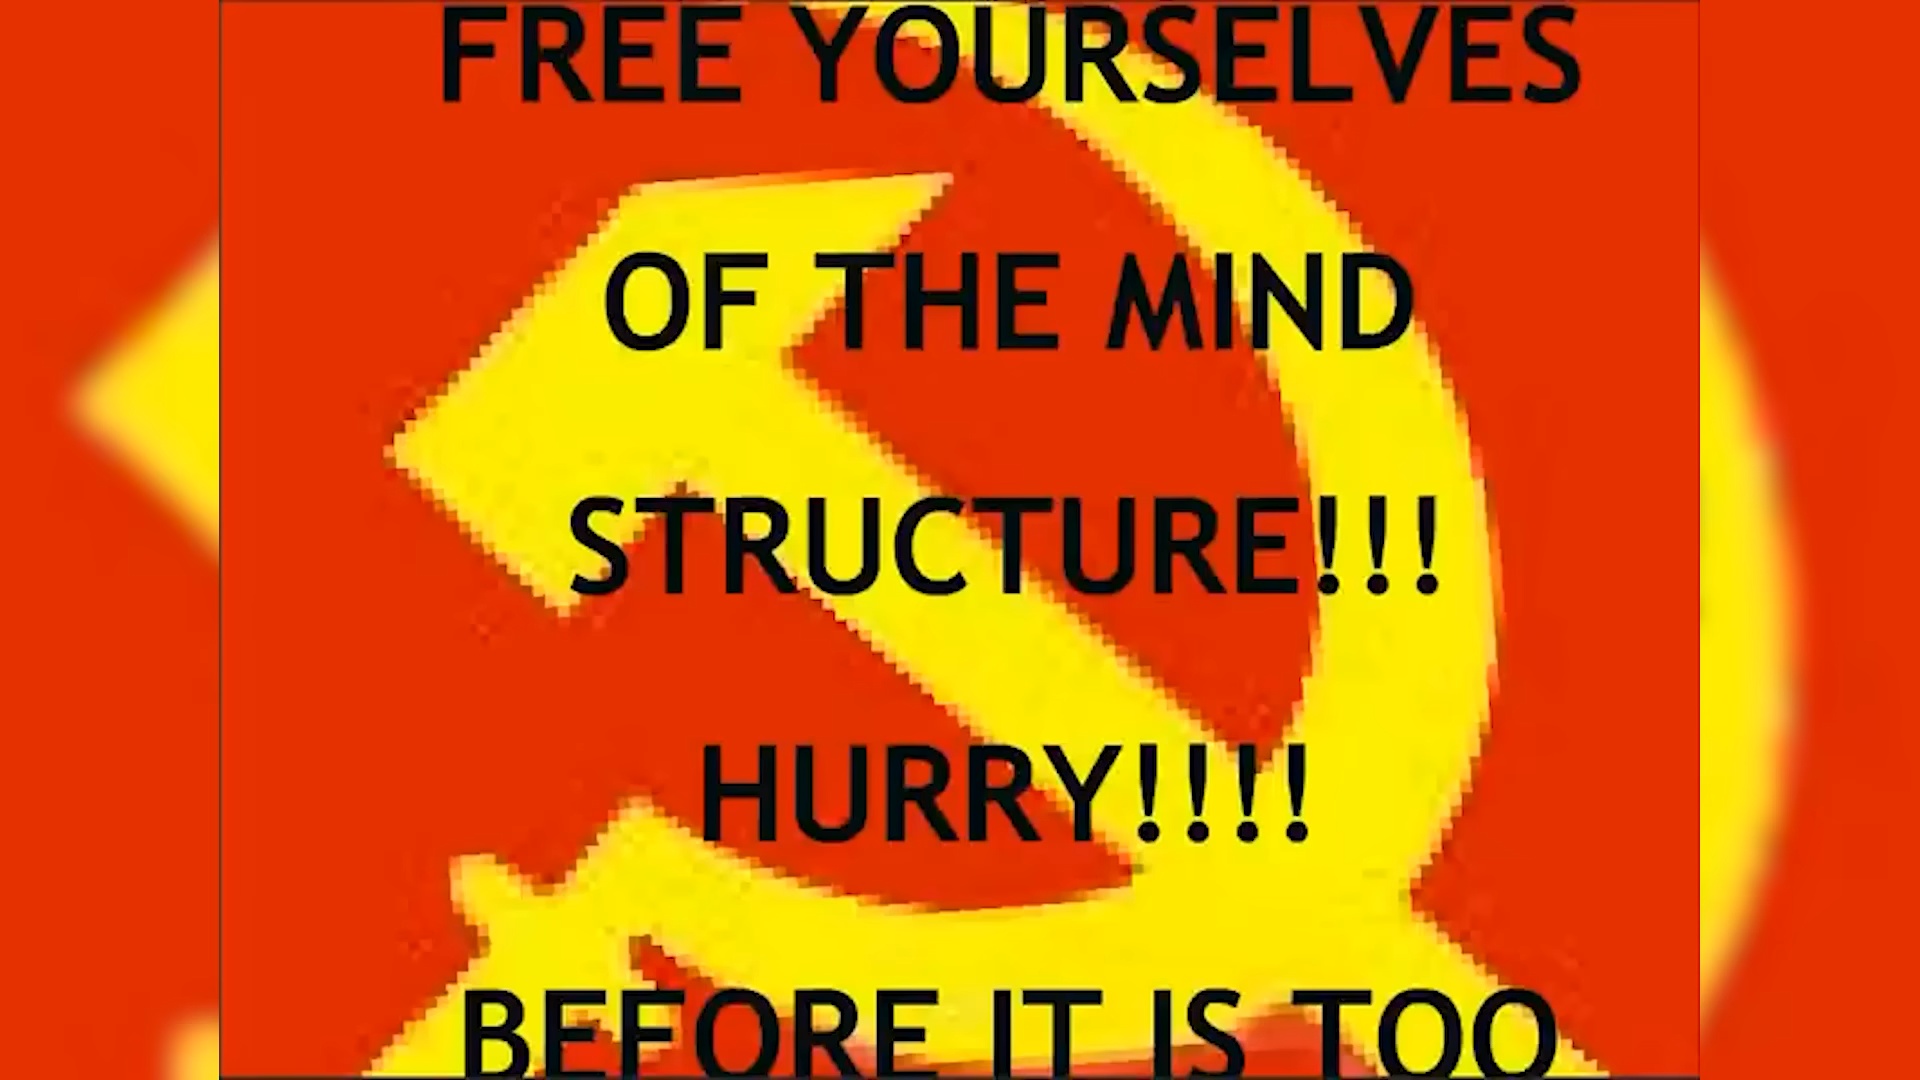 FREE YOURSELVES
OF THE MIND
STRUCTURE!!!
HURRY!!!!
BEFORE IT IS TOO